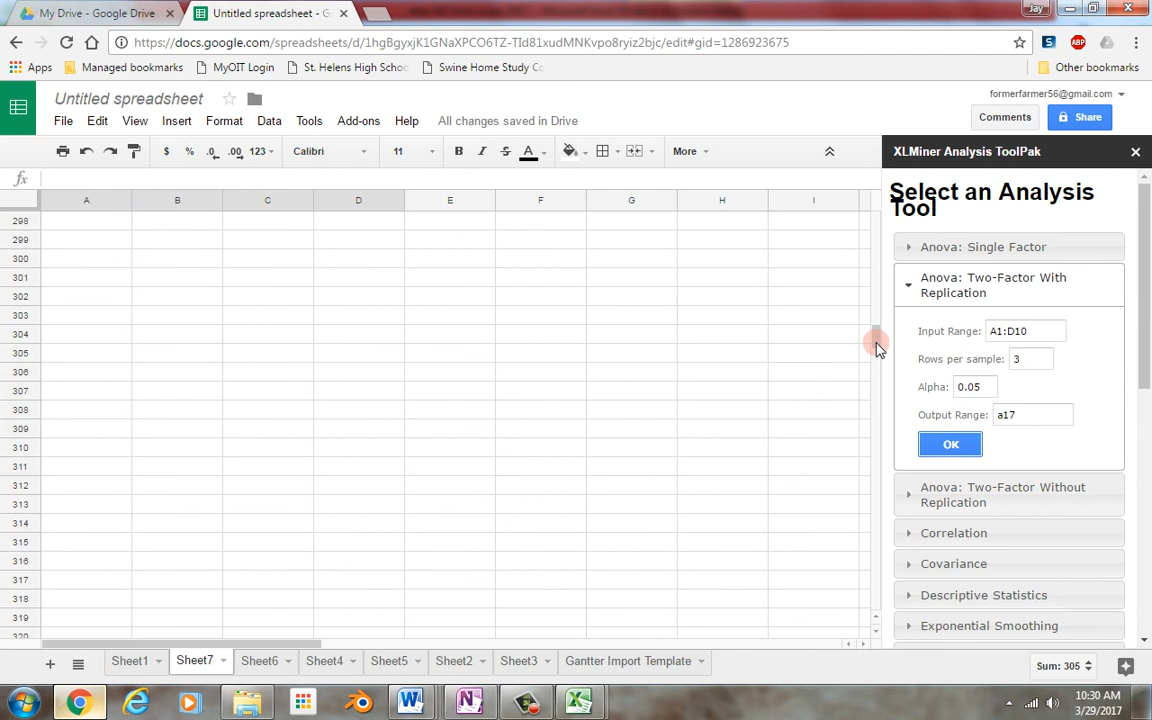 My Drive - Google Drive
Untitled spreadsheet - G
Jay
https://docs.google.com/spreadsheets/d/1hgBgyxjK1GNaXPCO6TZ-TId81xudMNKvpo8ryiz2bjc/edit#gid=1286923675
ABP
Apps Managed bookmarks MyOIT Login St. Helens High Scho Swine Home Study Co Other bookmarks
Untitled spreadsheet
formerfarmer56@gmail.com
File Edit View Insert Format Data Tools Add-ons Help All changes saved in Drive
Comments Share
$ % .0 .00 123 Calibri 11 B I S A More
XLMiner Analysis ToolPak
fx
A B C D E F G H I
298
299
300
301
302
303
304
305
306
307
308
309
310
311
312
313
314
315
316
317
318
319
320
Select an Analysis
Tool
Anova: Single Factor
Anova: Two-Factor With
Replication
Input Range: A1:D10
Rows per sample: 3
Alpha: 0.05
Output Range: a17
OK
Anova: Two-Factor Without
Replication
Correlation
Covariance
Descriptive Statistics
Exponential Smoothing
Sheet1 Sheet7 Sheet6 Sheet4 Sheet5 Sheet2 Sheet3 Gantter Import Template Sum: 305
10:30 AM
3/29/2017